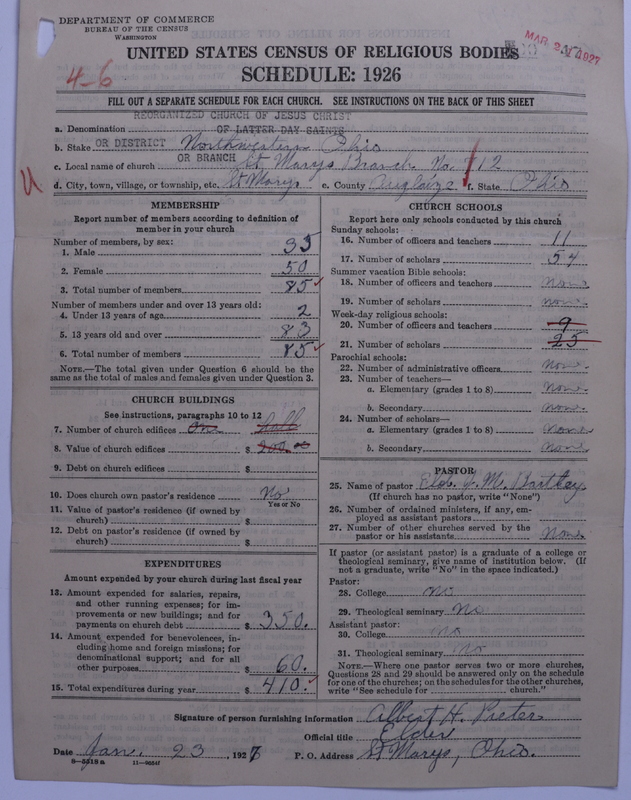 DEPARTMENT OF COMMERCE
BUREAU OF THE CENSUS
WASHINGTON
MAR 2 1927
UNITED STATES CENSUS OF RELIGIOUS BODIES
4-6
SCHEDULE: 1926
FILL OUT A SEPARATE SCHEDULE FOR EACH CHURCH. SEE INSTRUCTIONS ON THE BACK OF THIS SHEET
REORGANIZED CHURCH OF JESUS CHRIST
a. Denomination OF LATTER DAY SAINTS
b. Stake OR DISTRICT Northwestern Ohio
c. Local name of church OR BRANCH St. Marys Branch No. 712
d. City, town, village, or township, etc. St Marys e. County Auglaize f. State Ohio
MEMBERSHIP
Report number of members according to definition of
member in your church
Number of members, by sex:
1. Male 35
2. Female 50
3. Total number of members 85
Number of members under and over 13 years old:
4. Under 13 years of age 2
5. 13 years old and over 83
6. Total number of members 85
NOTE.—The total given under Question 6 should be
same as the total of males and females given under Question 3.
CHURCH BUILDINGS
See instructions, paragraphs 10 to 12
7. Number of church edifices One hall
8. Value of church edifices $ 200.00
9. Debt on church edifices $
10. Does church own pastor's residence No
Yes or No
11. Value of pastor's residence (if owned by
church) $
12. Debt on pastor's residence (if owned by
church) $
EXPENDITURES
Amount expended by your church during last fiscal year
13. Amount expended for salaries, repairs,
and other running expenses; for im-
provements or new buildings; and for
payments on church debt $ 350.
14. Amount expended for benevolences, in-
cluding home and foreign missions; for
denominational support; and for all
other purposes $ 60.
15. Total expenditures during year $ 410.
CHURCH SCHOOLS
Report here only schools conducted by this church
Sunday schools:
16. Number of officers and teachers 11
17. Number of scholars 54
Summer vacation Bible schools:
18. Number of officers and teachers None
19. Number of scholars None
Week-day religious schools:
20. Number of officers and teachers 9
21. Number of scholars 25
Parochial schools:
22. Number of administrative officers None
23. Number of teachers—
a. Elementary (grades 1 to 8) None
b. Secondary None
24. Number of scholars—
a. Elementary (grades 1 to 8) None
b. Secondary None
PASTOR
25. Name of pastor J. M. Hartley
(If church has no pastor, write "None")
26. Number of ordained ministers, if any, em-
ployed as assistant pastors
27. Number of other churches served by the
pastor or his assistants None
If pastor (or assistant pastor) is a graduate of a college or
theological seminary, give name of institution below. (If
not a graduate, write "No" in the space indicated.)
Pastor:
28. College No
29. Theological seminary No
Assistant pastor:
30. College No
31. Theological seminary No
NOTE.—Where one pastor serves two or more churches,
Questions 28 and 29 should be answered only on the schedule
for one of the churches; on the schedules for the other churches,
write "See schedule for church."
Signature of person furnishing information Albert H. Pieter
Official title Elder
Date Jan. 23, 1927 P. O. Address St Marys, Ohio.
8-5319a 11-9654f